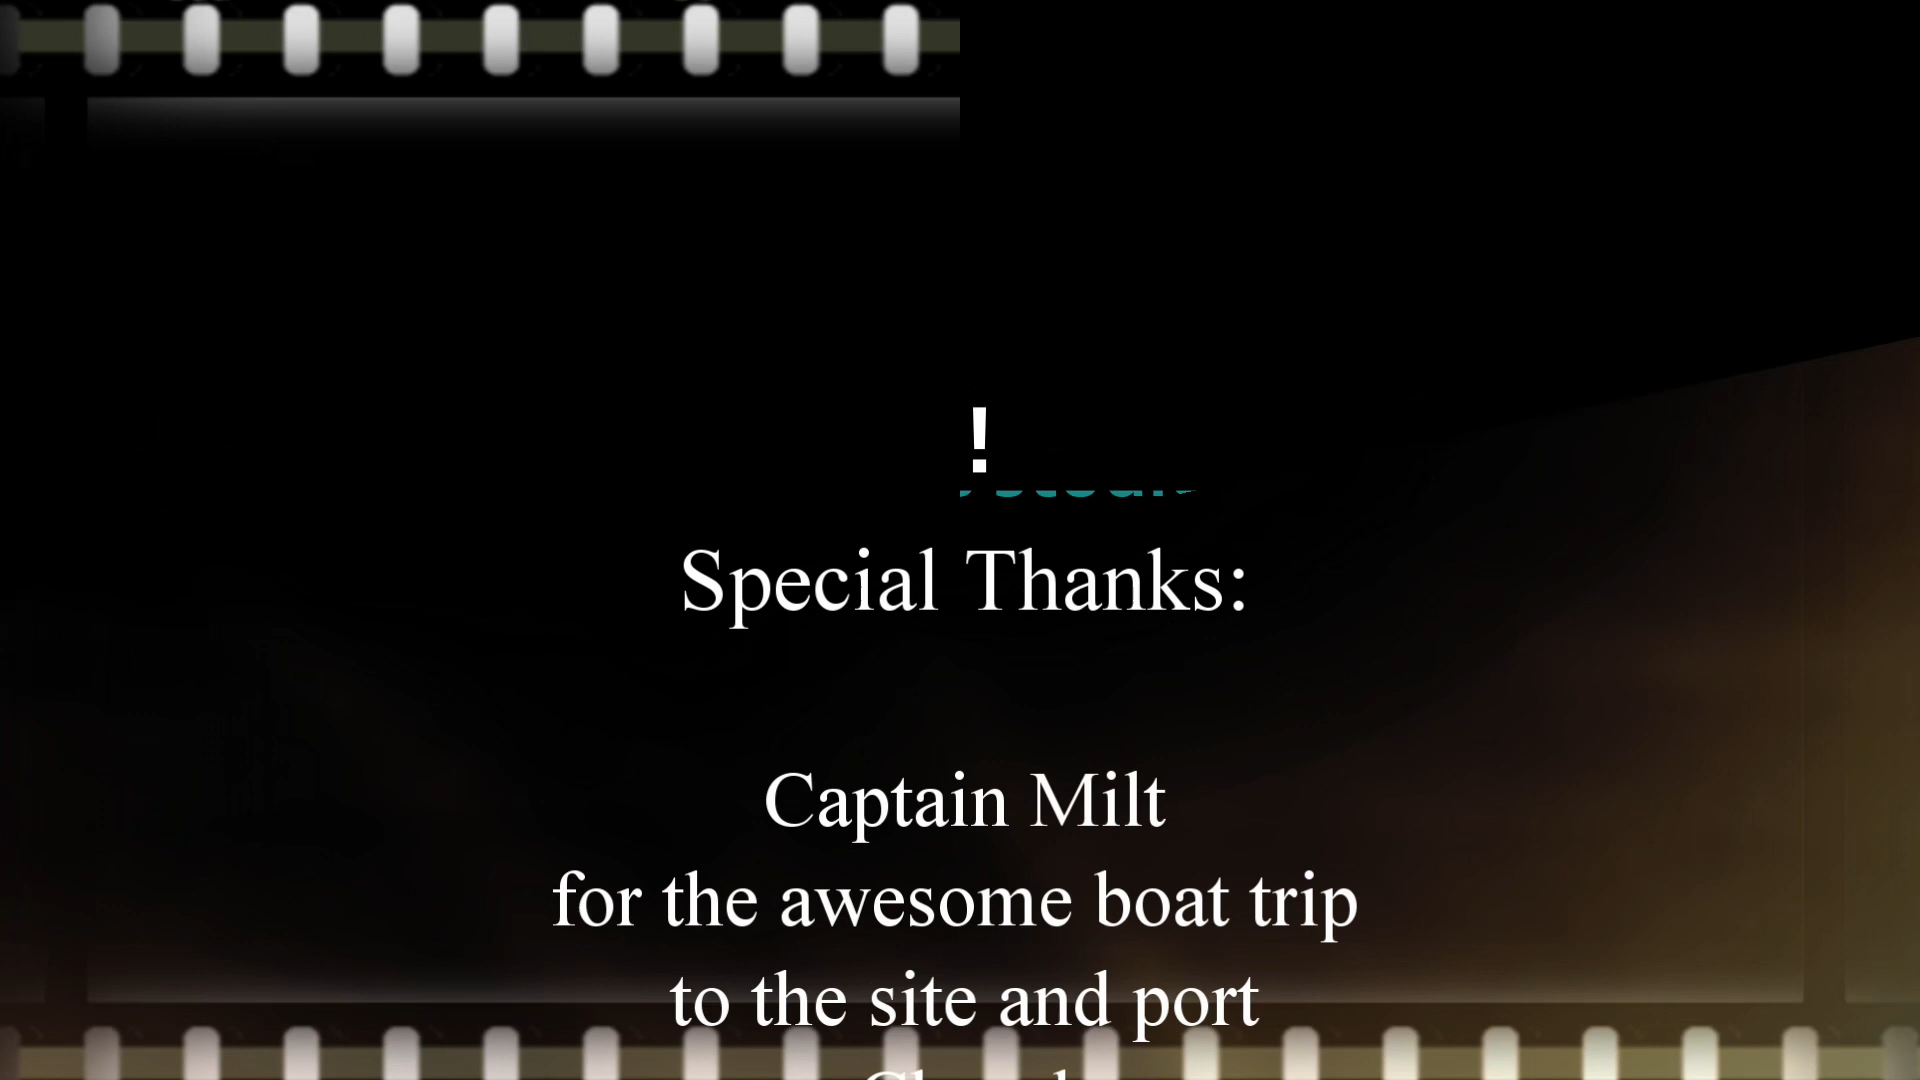 !
Special Thanks:
Captain Milt
for the awesome boat trip
to the site and port